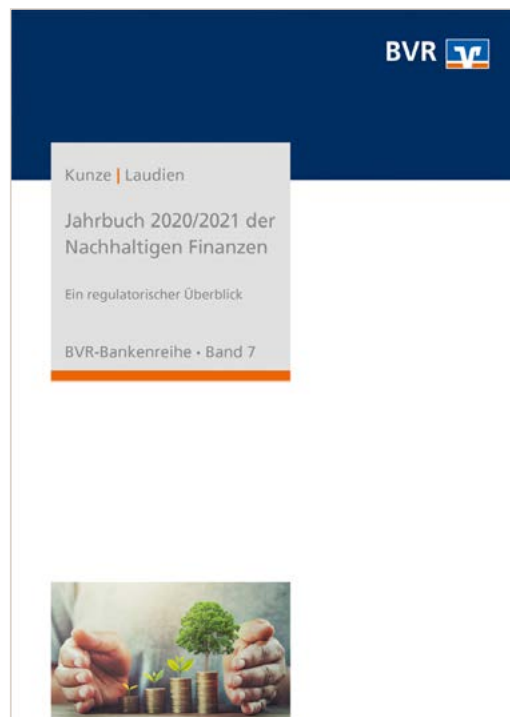 BVR
Kunze | Laudien
Jahrbuch 2020/2021 der
Nachhaltigen Finanzen
Ein regulatorischer Überblick
BVR-Bankenreihe • Band 7